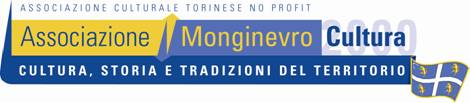 ASSOCIAZIONE CULTURALE TORINESE NO PROFIT
Associazione Monginevro Cultura
2000
CULTURA, STORIA E TRADIZIONI DEL TERRITORIO